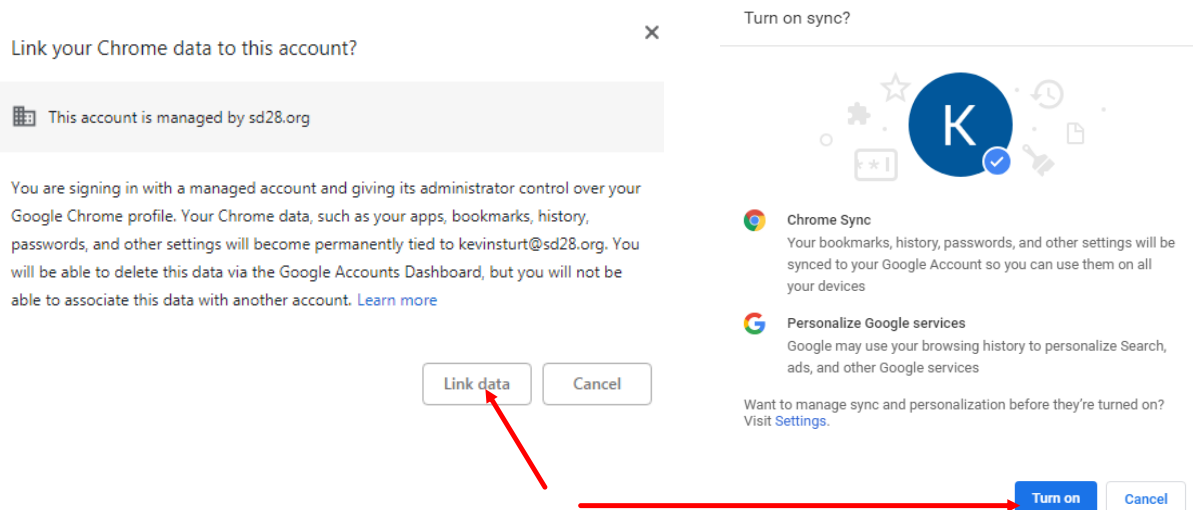 Link your Chrome data to this account?
This account is managed by sd28.org
You are signing in with a managed account and giving its administrator control over your
Google Chrome profile. Your Chrome data, such as your apps, bookmarks, history,
passwords, and other settings will become permanently tied to kevinsturt@sd28.org. You
will be able to delete this data via the Google Accounts Dashboard, but you will not be
able to associate this data with another account. Learn more
Link data
Cancel
Turn on sync?
K
Chrome Sync
Your bookmarks, history, passwords, and other settings will be
synced to your Google Account so you can use them on all
your devices
Personalize Google services
Google may use your browsing history to personalize Search,
ads, and other Google services
Want to manage sync and personalization before they're turned on?
Visit Settings.
Turn on
Cancel